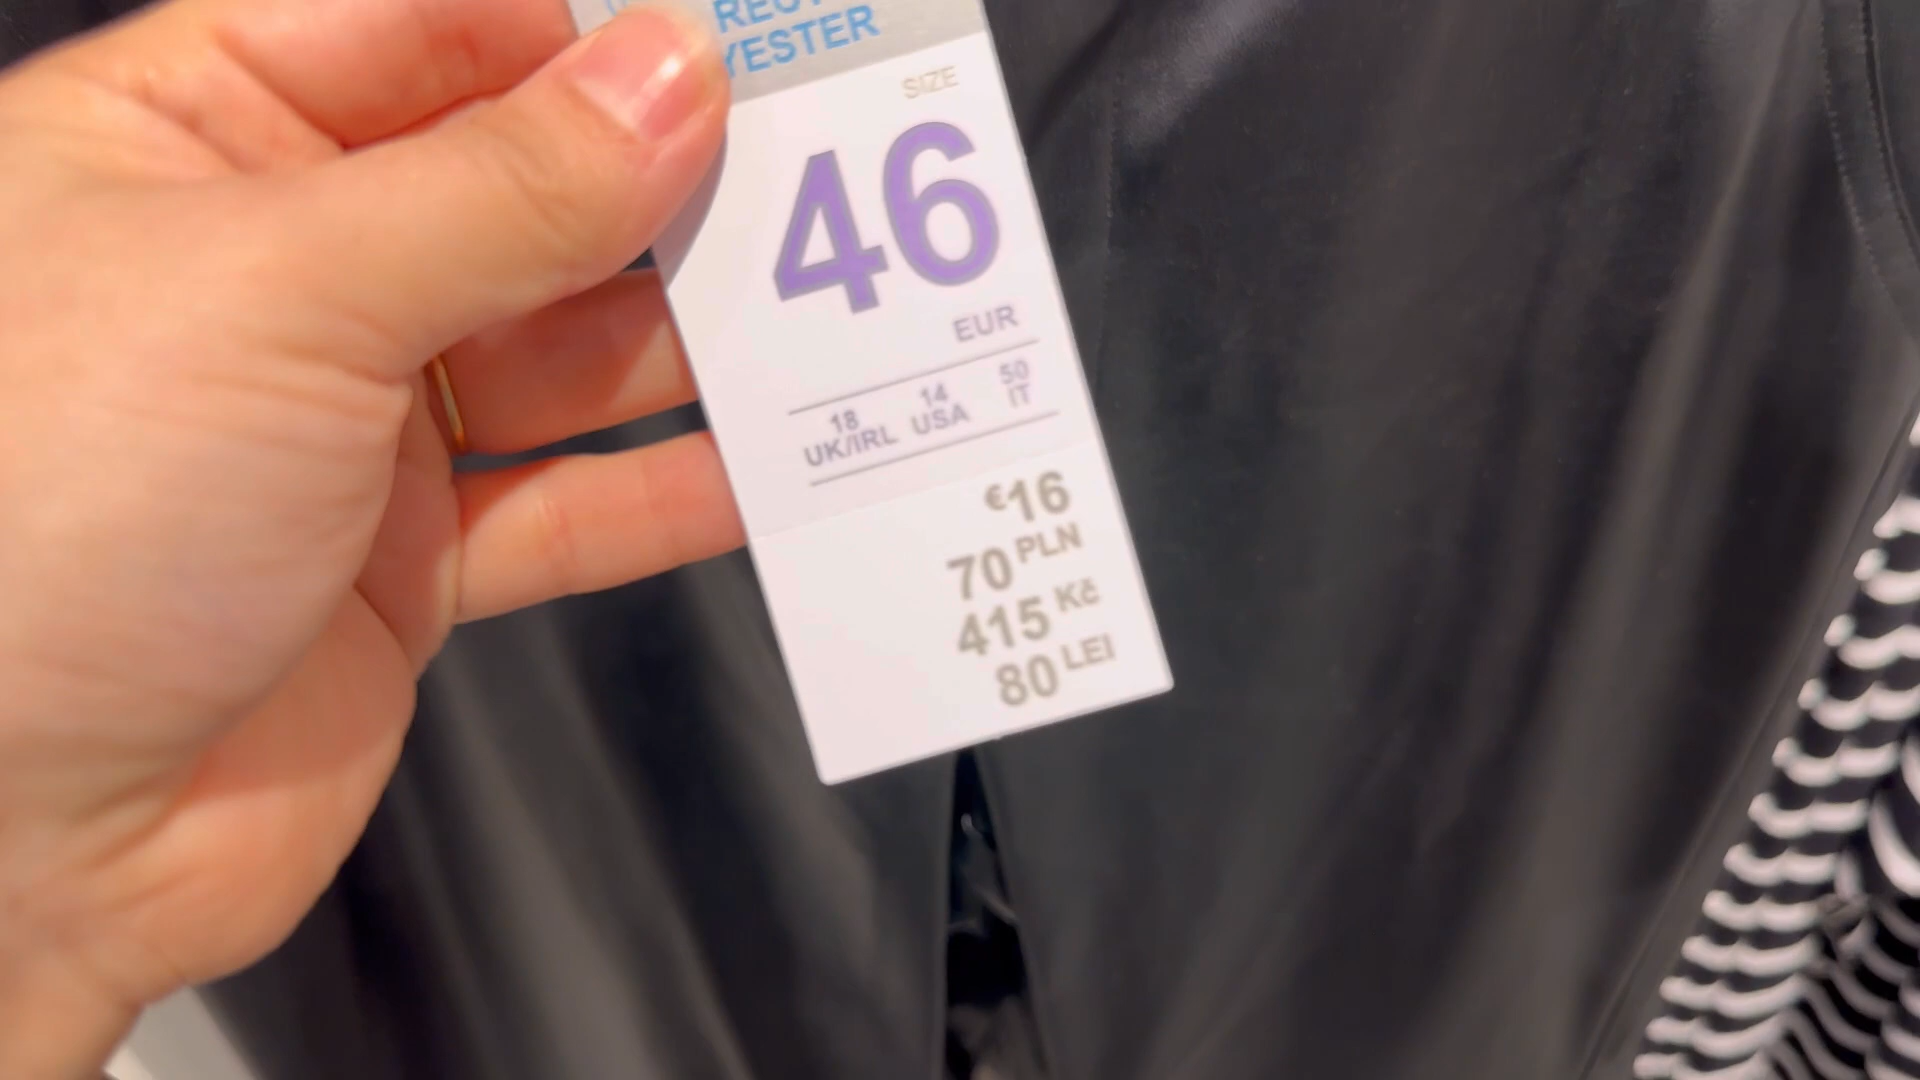 YESTER
SIZE
46
EUR
18 14 50
UK/IRL USA IT
€16
70 PLN
415 Kč
80 LEI